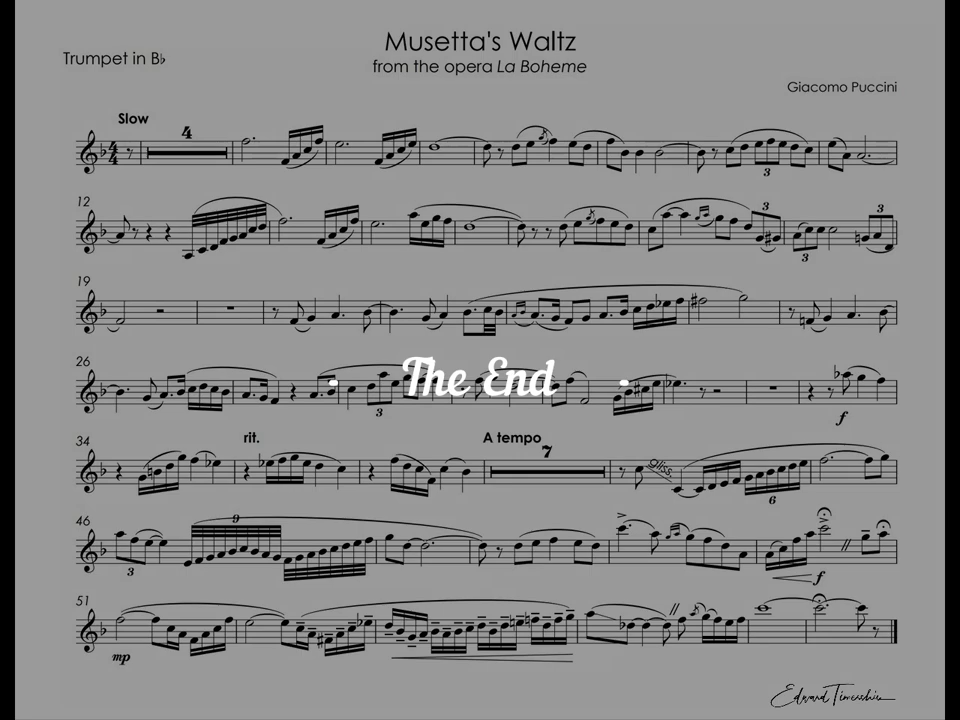 Musetta's Waltz
Trumpet in B♭
from the opera La Boheme
Giacomo Puccini
Slow
4
3
12
3
3
3
19
26
The End
3
f
34
rit.
A tempo
7
gliss.
6
46
9
3
f
51
mp
Edward